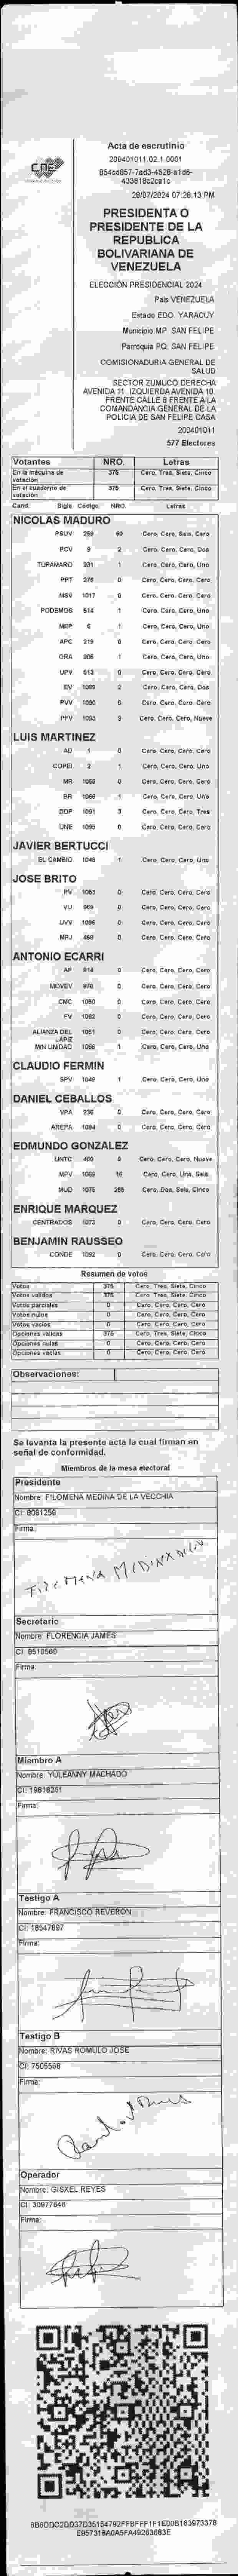 CNE
Acta de escrutinio
200401011.02.1.0001
28/07/2024 07:28:13 PM
PRESIDENTA O
PRESIDENTE DE LA
REPUBLICA
BOLIVARIANA DE
VENEZUELA
ELECCIÓN PRESIDENCIAL 2024
País VENEZUELA
Estado EDO. YARACUY
Municipio MP. SAN FELIPE
Parroquia PQ. SAN FELIPE
COMISIONADURIA GENERAL DE
SALUD
SECTOR ZUMUCO DERECHA
AVENIDA 11. IZQUIERDA AVENIDA 10.
FRENTE CALLE 8 FRENTE A LA
COMANDANCIA GENERAL DE LA
POLICIA DE SAN FELIPE CASA
200401011
577 Electores
Votantes NRO. Letras
En la máquina de votación 375 Cero, Tres, Siete, Cinco
En el cuaderno de votación 375 Cero, Tres, Siete, Cinco
Cand. Sigla Código NRO. Letras
NICOLAS MADURO
PSUV 269 60 Cero, Cero, Seis, Cero
PCV 9 2 Cero, Cero, Cero, Dos
TUPAMARO 931 1 Cero, Cero, Cero, Uno
PPT 276 0 Cero, Cero, Cero, Cero
MSV 1017 0 Cero, Cero, Cero, Cero
PODEMOS 514 1 Cero, Cero, Cero, Uno
MEP 6 1 Cero, Cero, Cero, Uno
APC 219 0 Cero, Cero, Cero, Cero
ORA 906 1 Cero, Cero, Cero, Uno
UPV 513 0 Cero, Cero, Cero, Cero
EV 1089 2 Cero, Cero, Cero, Dos
PVV 1090 0 Cero, Cero, Cero, Cero
PFV 1093 9 Cero, Cero, Cero, Nueve
LUIS MARTINEZ
AD 1 0 Cero, Cero, Cero, Cero
COPEI 2 1 Cero, Cero, Cero, Uno
MR 1055 0 Cero, Cero, Cero, Cero
BR 1066 1 Cero, Cero, Cero, Uno
DDP 1091 3 Cero, Cero, Cero, Tres
UNE 1095 0 Cero, Cero, Cero, Cero
JAVIER BERTUCCI
EL CAMBIO 1048 1 Cero, Cero, Cero, Uno
JOSE BRITO
PV 1053 0 Cero, Cero, Cero, Cero
VU 969 0 Cero, Cero, Cero, Cero
UVV 1096 0 Cero, Cero, Cero, Cero
MPJ 468 0 Cero, Cero, Cero, Cero
ANTONIO ECARRI
AP 914 0 Cero, Cero, Cero, Cero
MOVEV 978 0 Cero, Cero, Cero, Cero
CMC 1060 0 Cero, Cero, Cero, Cero
FV 1062 0 Cero, Cero, Cero, Cero
ALIANZA DEL LAPIZ 1051 0 Cero, Cero, Cero, Cero
MIN UNIDAD 1088 1 Cero, Cero, Cero, Uno
CLAUDIO FERMIN
SPV 1049 1 Cero, Cero, Cero, Uno
DANIEL CEBALLOS
VPA 236 0 Cero, Cero, Cero, Cero
AREPA 1084 0 Cero, Cero, Cero, Cero
EDMUNDO GONZALEZ
UNTC 460 9 Cero, Cero, Cero, Nueve
MPV 1069 16 Cero, Cero, Uno, Seis
MUD 1075 265 Cero, Dos, Seis, Cinco
ENRIQUE MARQUEZ
CENTRADOS 1073 0 Cero, Cero, Cero, Cero
BENJAMIN RAUSSEO
CONDE 1092 0 Cero, Cero, Cero, Cero
Resumen de votos
Votos 375 Cero, Tres, Siete, Cinco
Votos validos 375 Cero, Tres, Siete, Cinco
Votos parciales 0 Cero, Cero, Cero, Cero
Votos nulos 0 Cero, Cero, Cero, Cero
Votos vacíos 0 Cero, Cero, Cero, Cero
Opciones válidas 375 Cero, Tres, Siete, Cinco
Opciones nulas 0 Cero, Cero, Cero, Cero
Opciones vacías 0 Cero, Cero, Cero, Cero
Observaciones:
Se levanta la presente acta la cual firman en
señal de conformidad.
Miembros de la mesa electoral
Presidente
Nombre: FILOMENA MEDINA DE LA VECCHIA
CI: 8081259
Firma:
FILOMENA MEDINA
Secretario
Nombre: FLORENCIA JAMES
CI: 8510569
Firma:
Miembro A
Nombre: YULEANNY MACHADO
CI: 19818261
Firma:
Testigo A
Nombre: FRANCISCO REVERON
CI: 18547897
Firma:
Testigo B
Nombre: RIVAS ROMULO JOSE
CI: 7505568
Firma:
Operador
Nombre: GISXEL REYES
CI: 30977646
Firma: